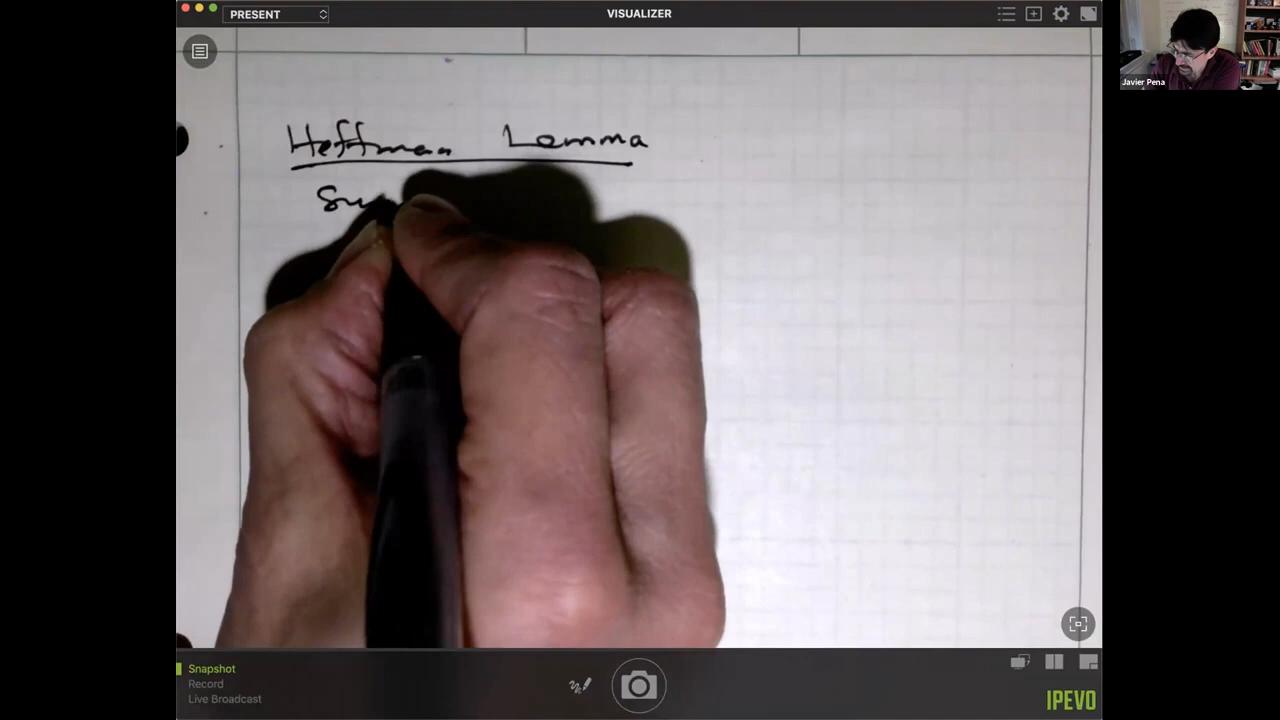 PRESENT
VISUALIZER
Javier Pena
Hoffman Lemma
Snapshot
Record
Live Broadcast
IPEVO